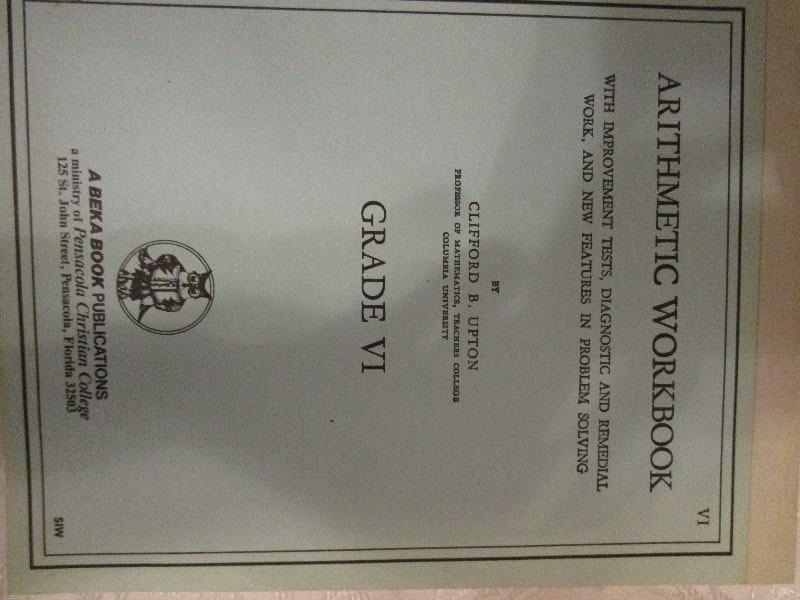 VI
ARITHMETIC WORKBOOK
WITH IMPROVEMENT TESTS, DIAGNOSTIC AND REMEDIAL
WORK, AND NEW FEATURES IN PROBLEM SOLVING
BY
CLIFFORD B. UPTON
PROFESSOR OF MATHEMATICS, TEACHERS COLLEGE
COLUMBIA UNIVERSITY
GRADE VI
A BEKA BOOK PUBLICATIONS
a ministry of Pensacola Christian College
125 St. John Street, Pensacola, Florida 32503
SIW